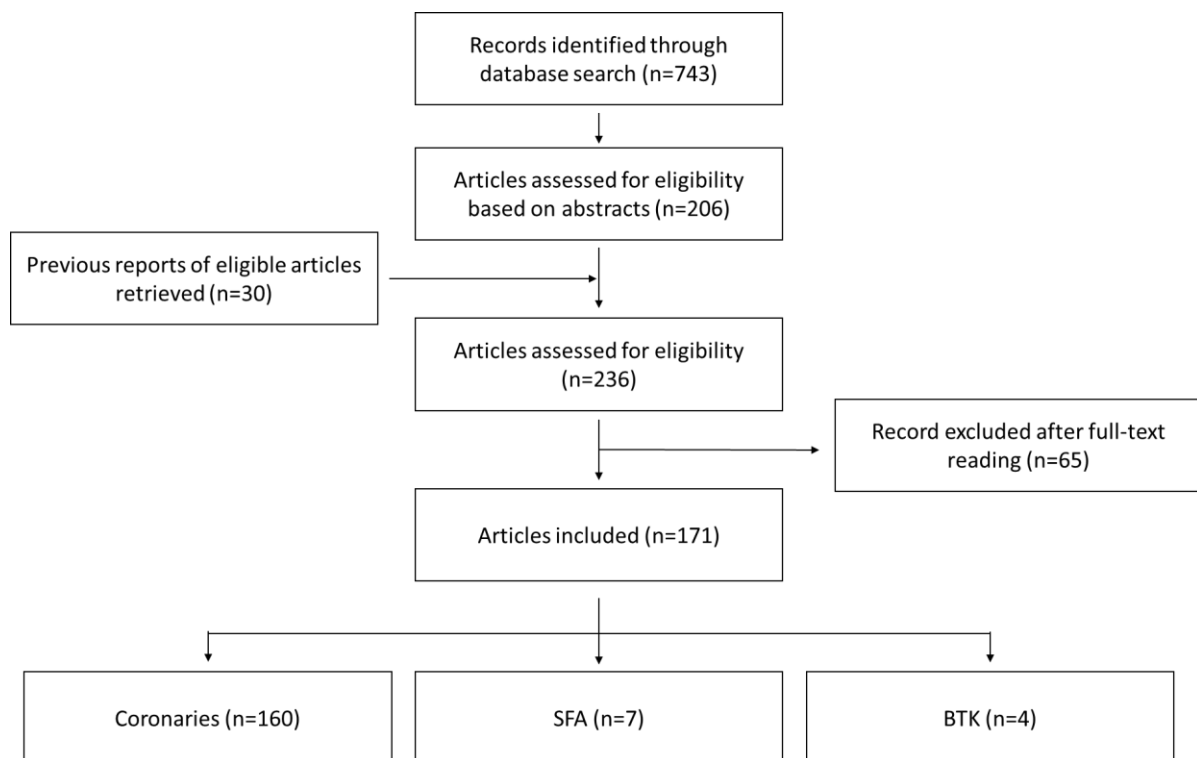 Records identified through
database search (n=743)
Articles assessed for eligibility
based on abstracts (n=206)
Previous reports of eligible articles
retrieved (n=30)
Articles assessed for eligibility
(n=236)
Record excluded after full-text
reading (n=65)
Articles included (n=171)
Coronaries (n=160)
SFA (n=7)
BTK (n=4)